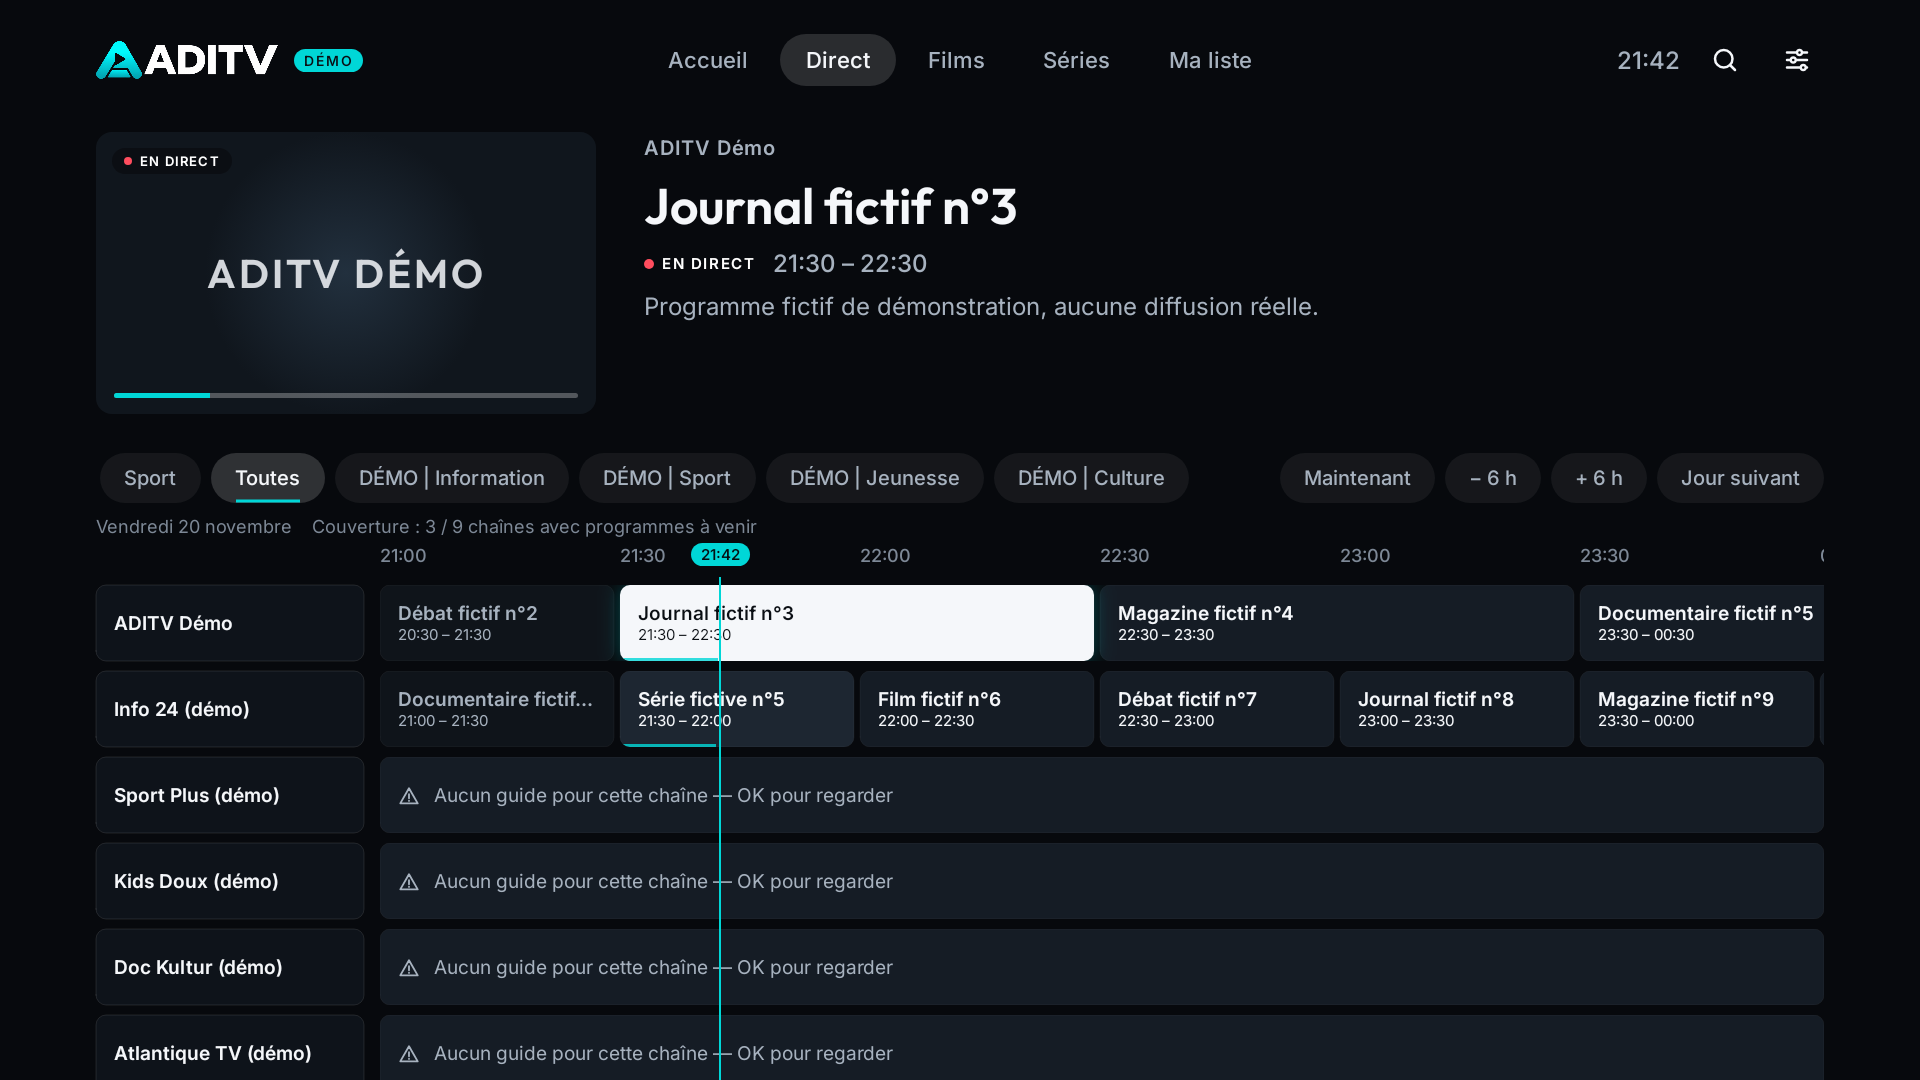 ADITV DÉMO
Accueil Direct Films Séries Ma liste
21:42
EN DIRECT
ADITV DÉMO
ADITV Démo
Journal fictif n°3
EN DIRECT 21:30 – 22:30
Programme fictif de démonstration, aucune diffusion réelle.
Sport Toutes DÉMO | Information DÉMO | Sport DÉMO | Jeunesse DÉMO | Culture Maintenant − 6 h + 6 h Jour suivant
Vendredi 20 novembre Couverture : 3 / 9 chaînes avec programmes à venir
21:00 21:30 21:42 22:00 22:30 23:00 23:30
ADITV Démo
Débat fictif n°2
20:30 – 21:30
Journal fictif n°3
21:30 – 22:30
Magazine fictif n°4
22:30 – 23:30
Documentaire fictif n°5
23:30 – 00:30
Info 24 (démo)
Documentaire fictif…
21:00 – 21:30
Série fictive n°5
21:30 – 22:00
Film fictif n°6
22:00 – 22:30
Débat fictif n°7
22:30 – 23:00
Journal fictif n°8
23:00 – 23:30
Magazine fictif n°9
23:30 – 00:00
Sport Plus (démo)
Aucun guide pour cette chaîne — OK pour regarder
Kids Doux (démo)
Aucun guide pour cette chaîne — OK pour regarder
Doc Kultur (démo)
Aucun guide pour cette chaîne — OK pour regarder
Atlantique TV (démo)
Aucun guide pour cette chaîne — OK pour regarder